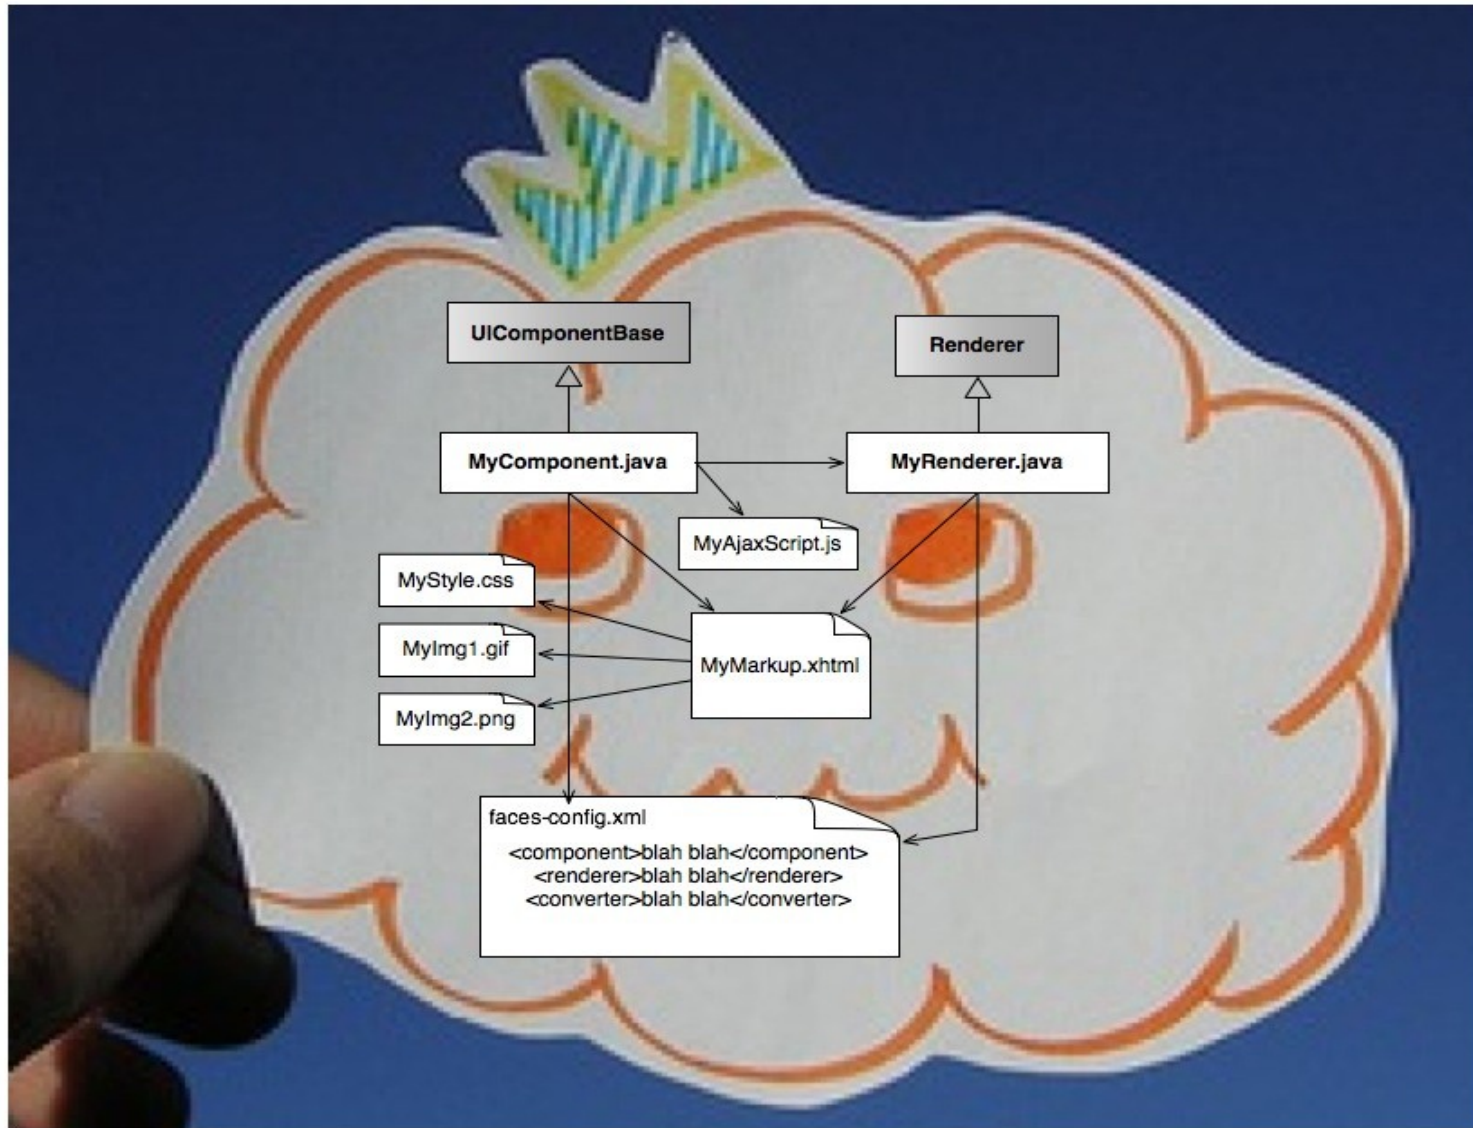 UIComponentBase
Renderer
MyComponent.java
MyRenderer.java
MyAjaxScript.js
MyStyle.css
MyImg1.gif
MyMarkup.xhtml
MyImg2.png
faces-config.xml
<component>blah blah</component>
<renderer>blah blah</renderer>
<converter>blah blah</converter>